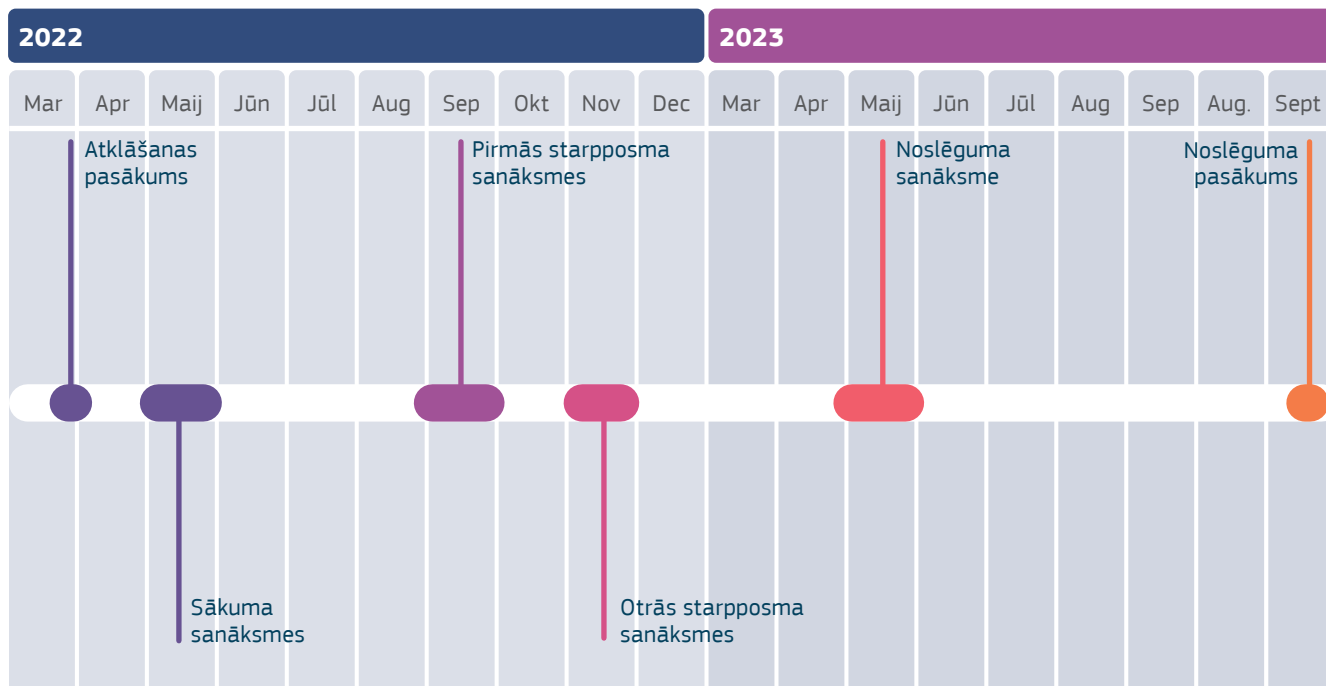 2022 2023
Mar Apr Maij Jūn Jūl Aug Sep Okt Nov Dec Mar Apr Maij Jūn Jūl Aug Sep Aug. Sept
Atklāšanas
pasākums
Pirmās starpposma
sanāksmes
Noslēguma
sanāksme
Noslēguma
pasākums
Sākuma
sanāksmes
Otrās starpposma
sanāksmes